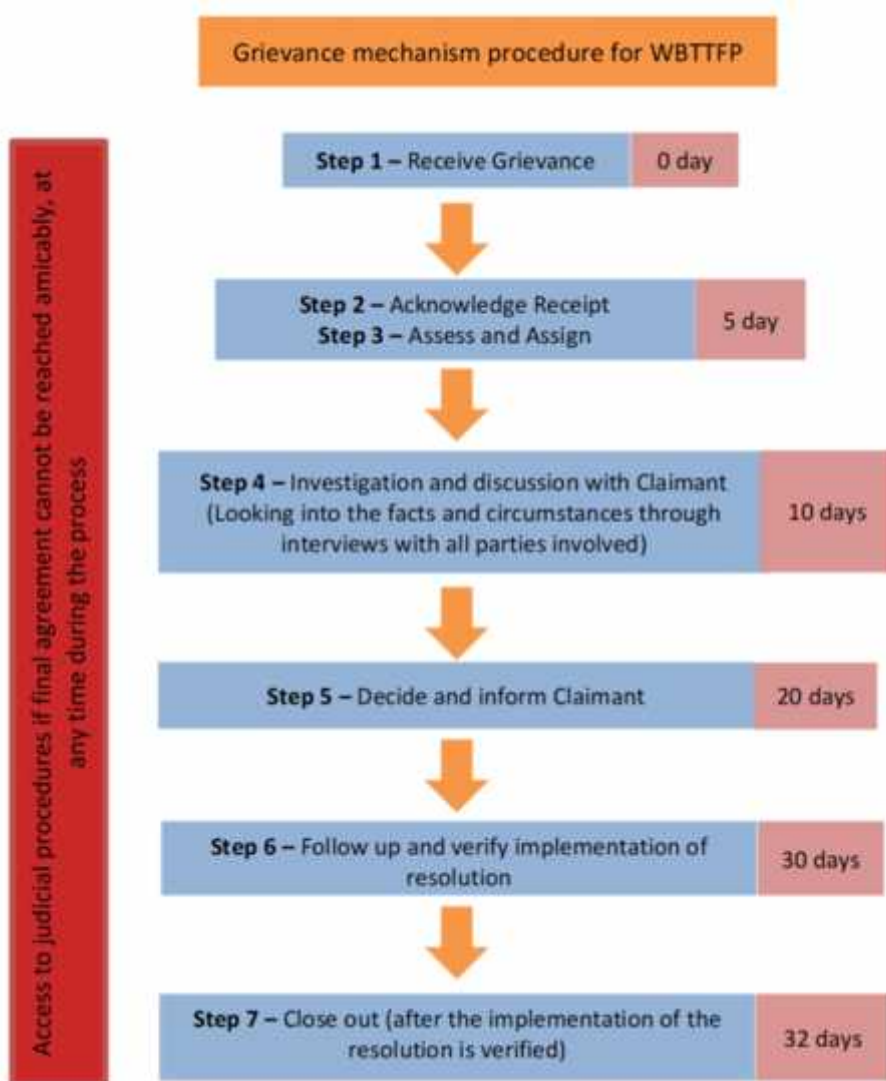 Grievance mechanism procedure for WBTTFP
Access to judicial procedures if final agreement cannot be reached amicably, at
any time during the process
Step 1 – Receive Grievance
0 day
Step 2 – Acknowledge Receipt
Step 3 – Assess and Assign
5 day
Step 4 – Investigation and discussion with Claimant
(Looking into the facts and circumstances through
interviews with all parties involved)
10 days
Step 5 – Decide and inform Claimant
20 days
Step 6 – Follow up and verify implementation of
resolution
30 days
Step 7 – Close out (after the implementation of the
resolution is verified)
32 days